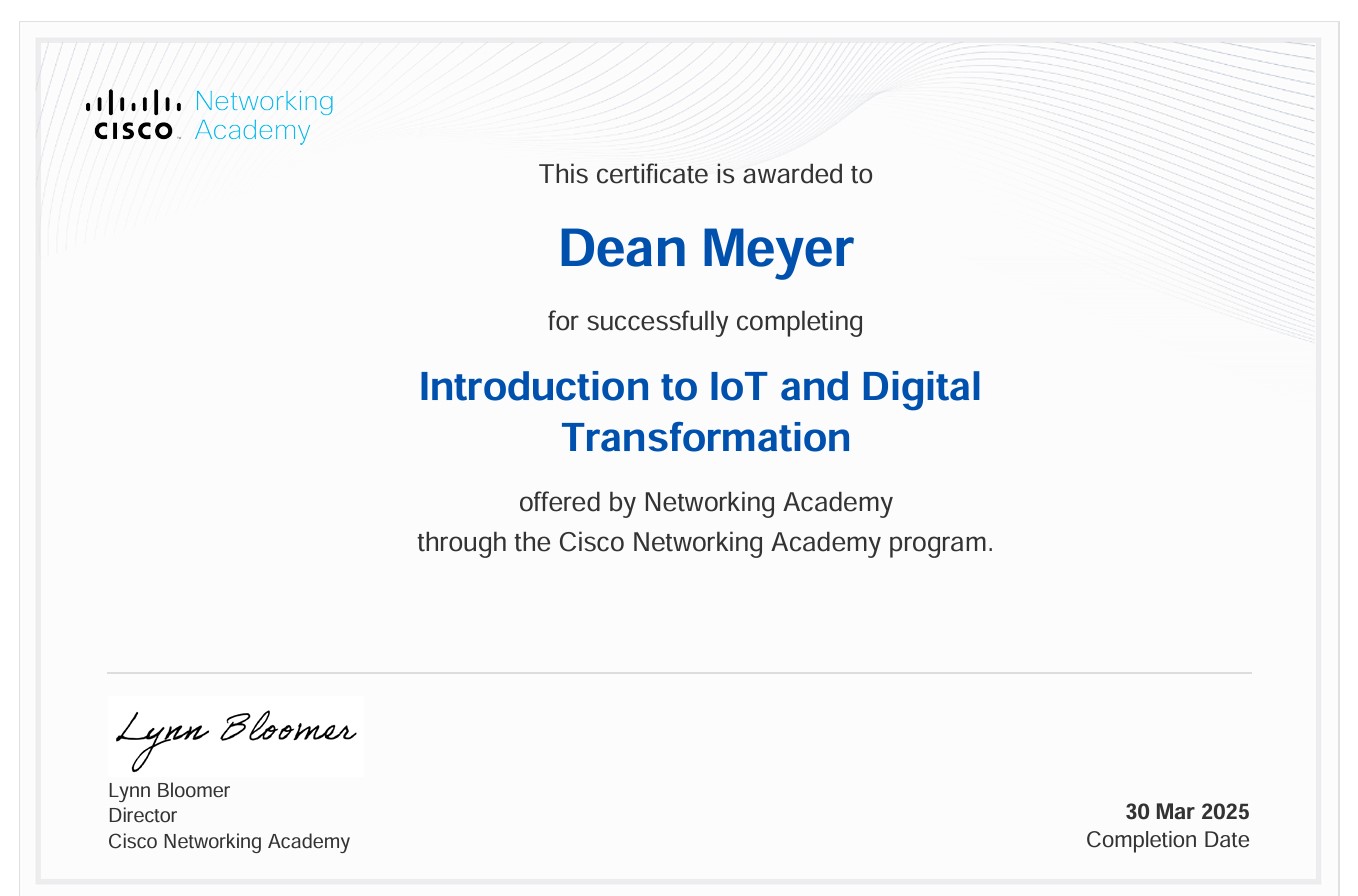 Networking
Academy
CISCO
This certificate is awarded to
Dean Meyer
for successfully completing
Introduction to IoT and Digital
Transformation
offered by Networking Academy
through the Cisco Networking Academy program.
Lynn Bloomer
Lynn Bloomer
Director
Cisco Networking Academy
30 Mar 2025
Completion Date